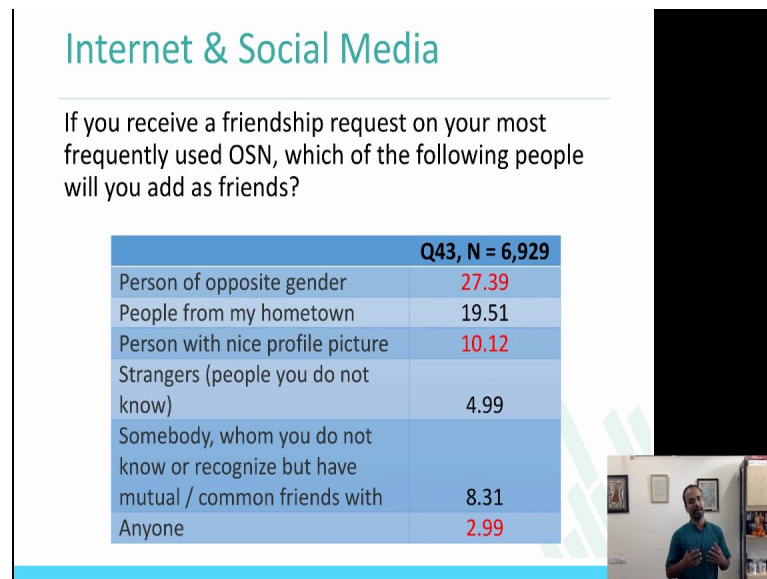 Internet & Social Media
If you receive a friendship request on your most
frequently used OSN, which of the following people
will you add as friends?
Q43, N = 6,929
Person of opposite gender 27.39
People from my hometown 19.51
Person with nice profile picture 10.12
Strangers (people you do not
know) 4.99
Somebody, whom you do not
know or recognize but have
mutual / common friends with 8.31
Anyone 2.99